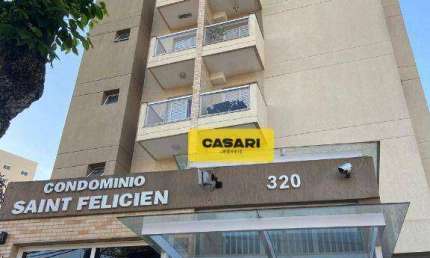 CASARI
IMÓVEIS
CONDOMINIO
SAINT FELICIEN
320